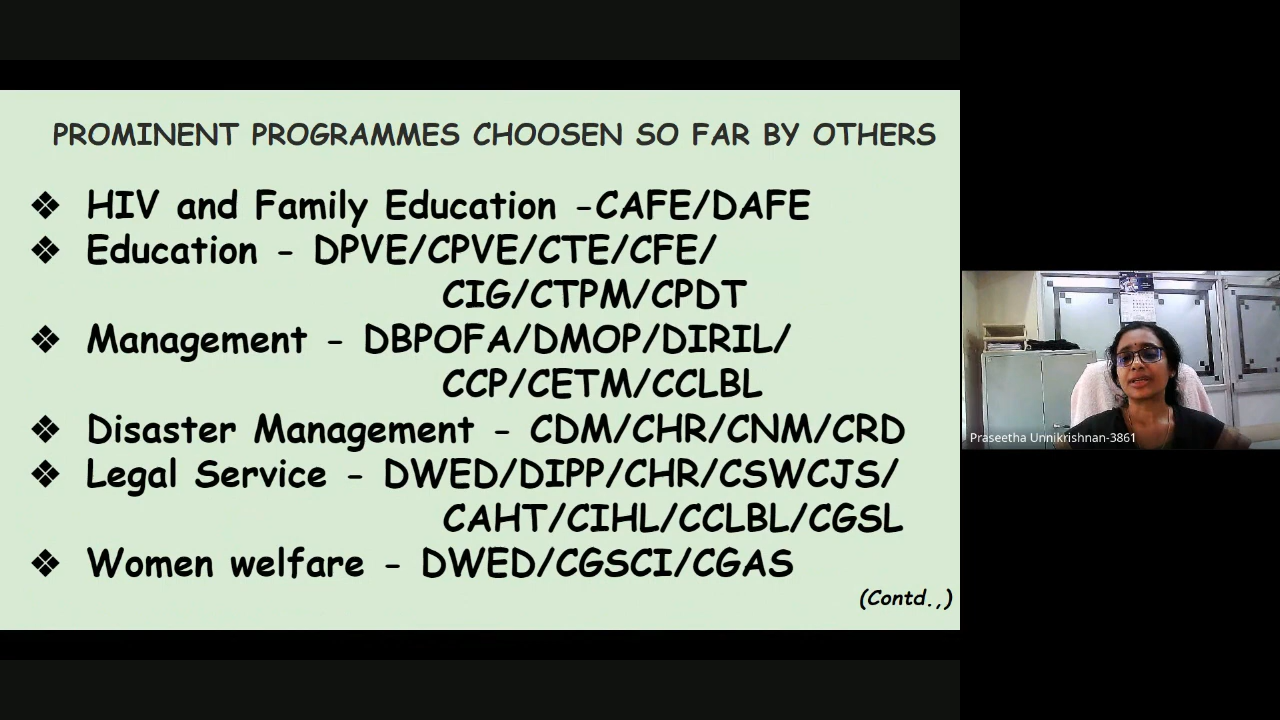 PROMINENT PROGRAMMES CHOOSEN SO FAR BY OTHERS
❖ HIV and Family Education -CAFE/DAFE
❖ Education - DPVE/CPVE/CTE/CFE/
CIG/CTPM/CPDT
❖ Management - DBPOFA/DMOP/DIRIL/
CCP/CETM/CCLBL
❖ Disaster Management - CDM/CHR/CNM/CRD
❖ Legal Service - DWED/DIPP/CHR/CSWCJS/
CAHT/CIHL/CCLBL/CGSL
❖ Women welfare - DWED/CGSCI/CGAS
(Contd.,)
Praseetha Unnikrishnan-3861